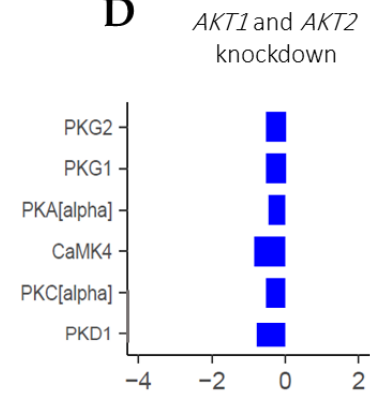 D
AKT1 and AKT2
knockdown
PKG2
PKG1
PKA[alpha]
CaMK4
PKC[alpha]
PKD1
−4 −2 0 2